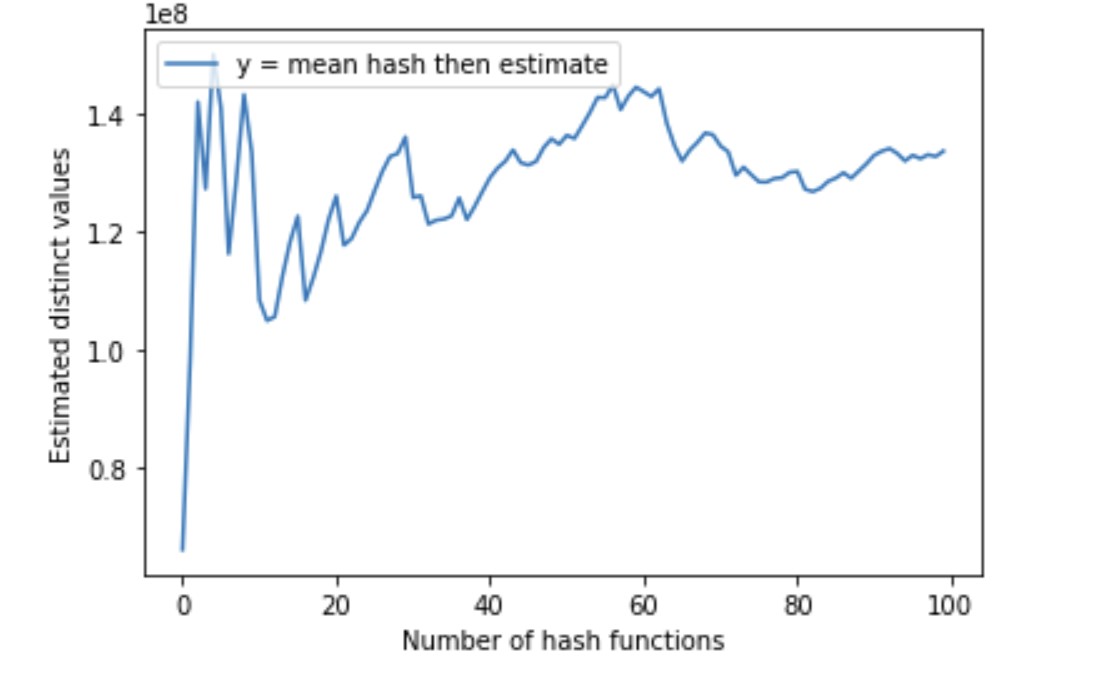 1e8
y = mean hash then estimate
1.4
1.2
1.0
0.8
Estimated distinct values
0 20 40 60 80 100
Number of hash functions